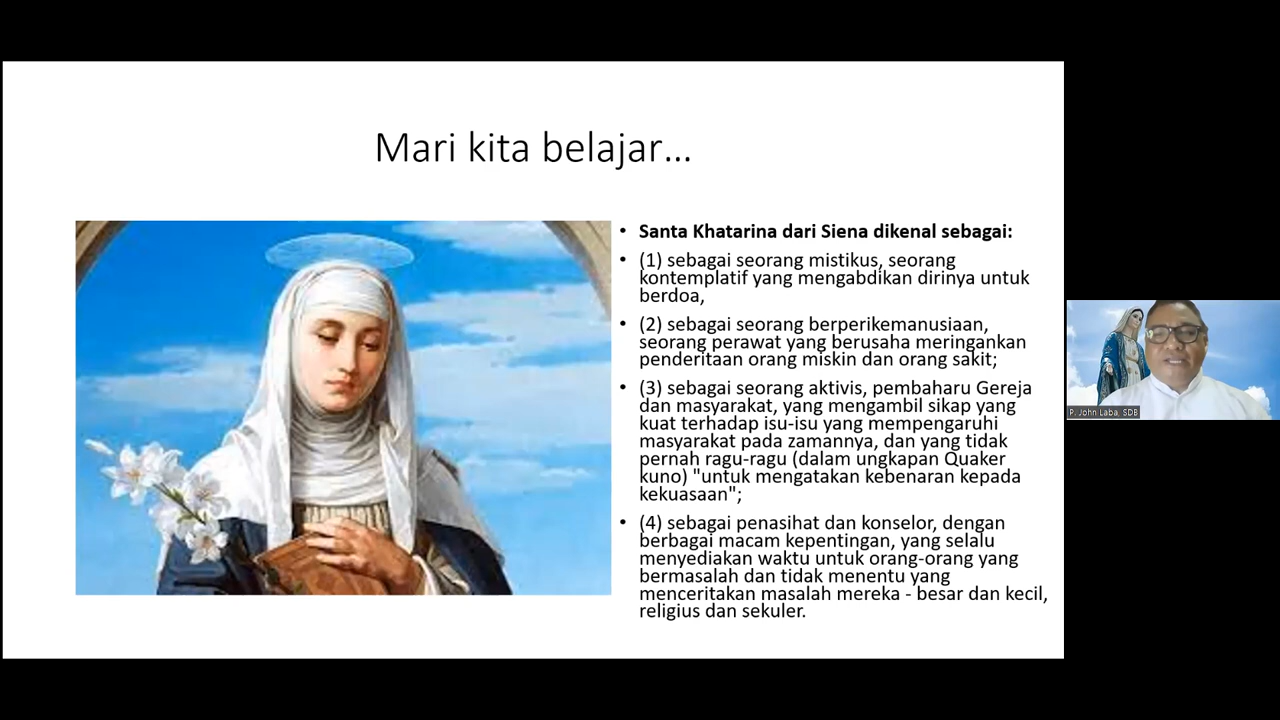 Mari kita belajar...
• Santa Khatarina dari Siena dikenal sebagai:
• (1) sebagai seorang mistikus, seorang
kontemplatif yang mengabdikan dirinya untuk
berdoa,
• (2) sebagai seorang berperikemanusiaan,
seorang perawat yang berusaha meringankan
penderitaan orang miskin dan orang sakit;
• (3) sebagai seorang aktivis, pembaharu Gereja
dan masyarakat, yang mengambil sikap yang
kuat terhadap isu-isu yang mempengaruhi
masyarakat pada zamannya, dan yang tidak
pernah ragu-ragu (dalam ungkapan Quaker
kuno) "untuk mengatakan kebenaran kepada
kekuasaan";
• (4) sebagai penasihat dan konselor, dengan
berbagai macam kepentingan, yang selalu
menyediakan waktu untuk orang-orang yang
bermasalah dan tidak menentu yang
menceritakan masalah mereka - besar dan kecil,
religius dan sekuler.
P. John Laba, SDB